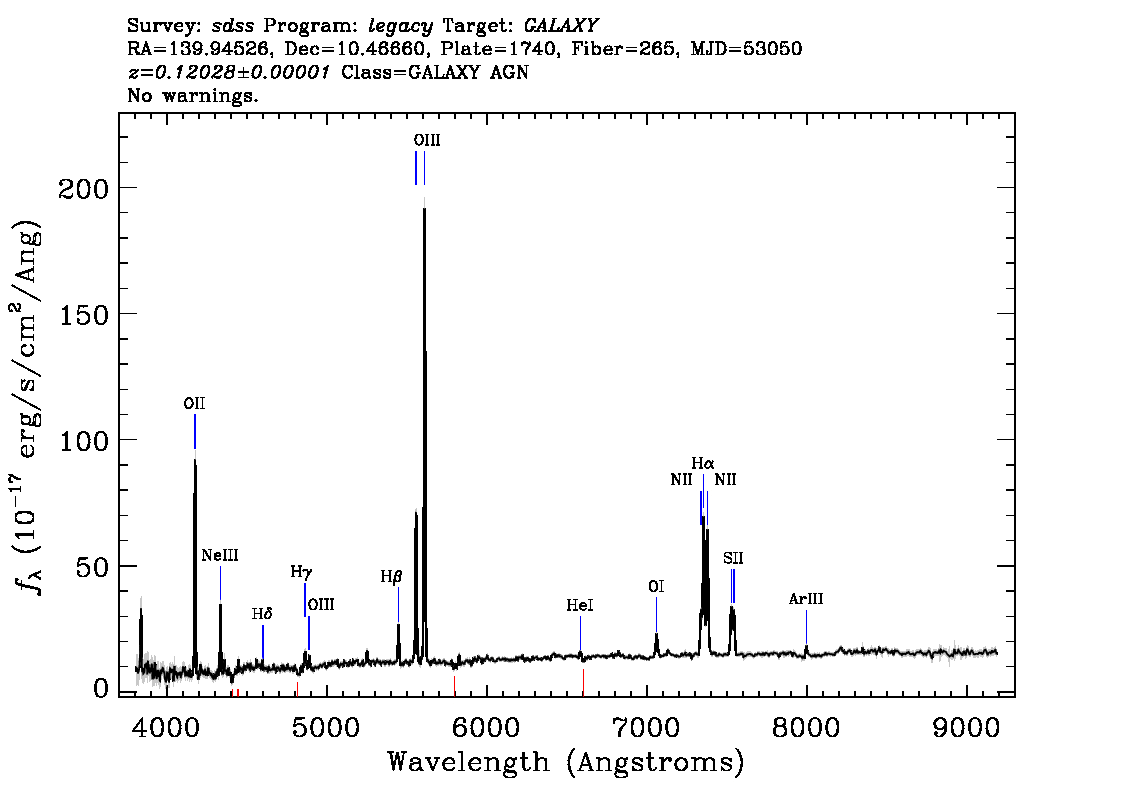 Survey: sdss Program: legacy Target: GALAXY
RA=139.94526, Dec=10.46660, Plate=1740, Fiber=265, MJD=53050
z=0.12028±0.00001 Class=GALAXY AGN
No warnings.
OIII
200
150
OII
100
Hα
NII NII
NeIII
Hγ
Hβ
SII
50
OIII
HeI
OI
ArIII
Hδ
0
4000 5000 6000 7000 8000 9000
Wavelength (Angstroms)
f_λ (10^-17 erg/s/cm^2/Ang)